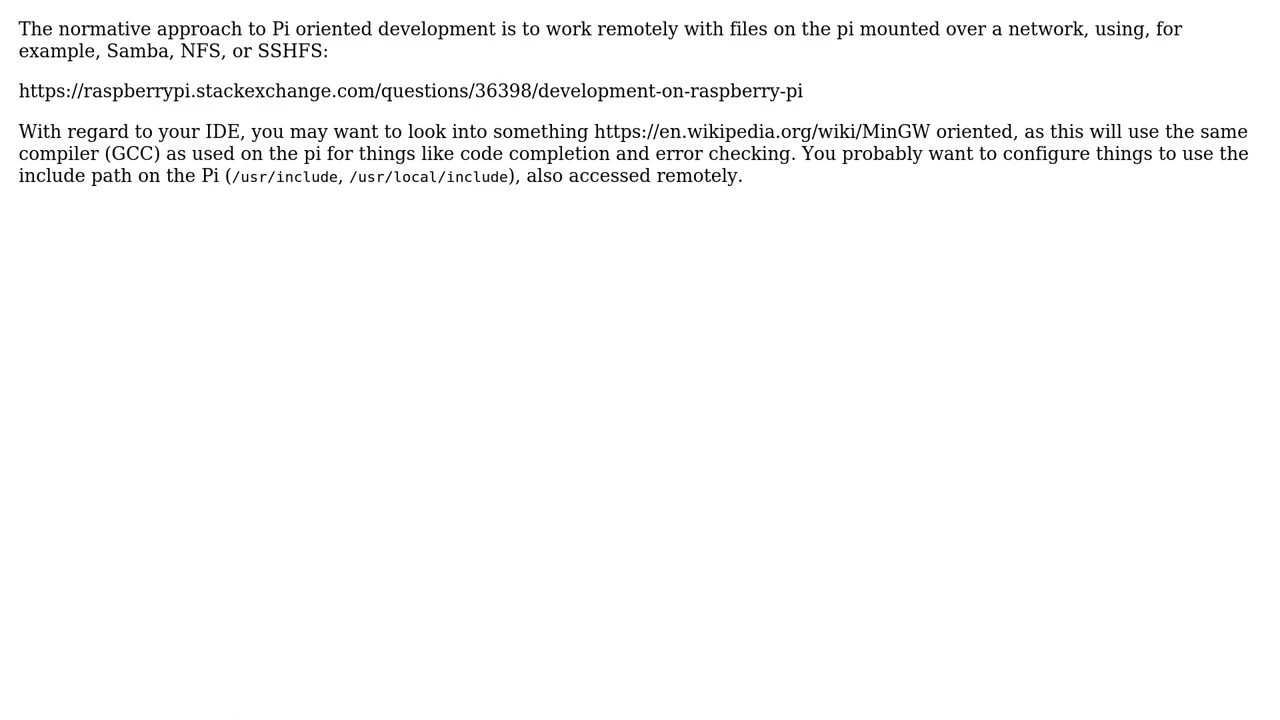 The normative approach to Pi oriented development is to work remotely with files on the pi mounted over a network, using, for
example, Samba, NFS, or SSHFS:
https://raspberrypi.stackexchange.com/questions/36398/development-on-raspberry-pi
With regard to your IDE, you may want to look into something https://en.wikipedia.org/wiki/MinGW oriented, as this will use the same
compiler (GCC) as used on the pi for things like code completion and error checking. You probably want to configure things to use the
include path on the Pi (/usr/include, /usr/local/include), also accessed remotely.